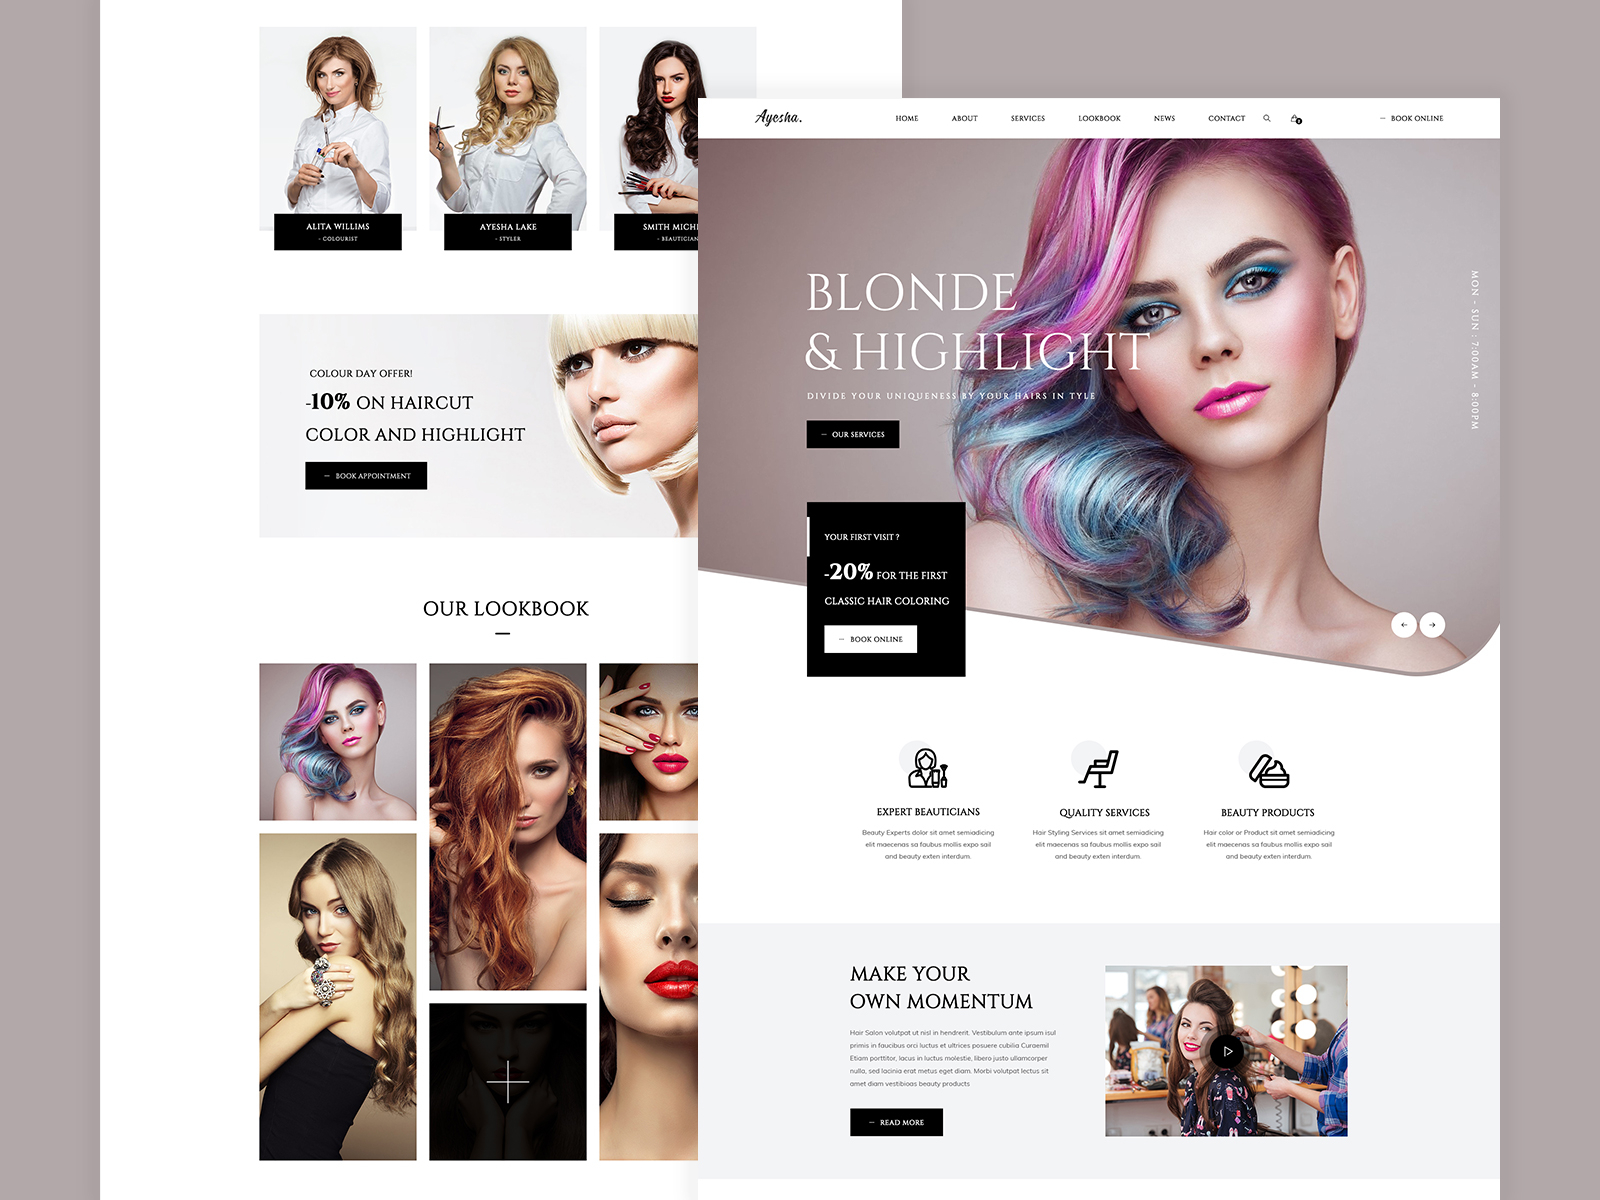 ALITA WILLIMS
- COLOURIST
AYESHA LAKE
- STYLER
SMITH
- BEAUTICIAN
COLOUR DAY OFFER!
-10% ON HAIRCUT
COLOR AND HIGHLIGHT
— BOOK APPOINTMENT
OUR LOOKBOOK
Ayesha.
HOME ABOUT SERVICES LOOKBOOK NEWS CONTACT
— BOOK ONLINE
BLONDE
& HIGHLIGHT
DIVIDE YOUR UNIQUENESS BY YOUR HAIRS IN TYLE
— OUR SERVICES
MON - SUN : 7:00AM - 8:00PM
YOUR FIRST VISIT ?
-20% FOR THE FIRST
CLASSIC HAIR COLORING
— BOOK ONLINE
EXPERT BEAUTICIANS
Beauty Experts dolor sit amet semiadicing
elit maecenas sa faubus mollis expo sail
and beauty exten interdum.
QUALITY SERVICES
Hair Styling Services sit amet semiadicing
elit maecenas sa faubus mollis expo sail
and beauty exten interdum.
BEAUTY PRODUCTS
Hair color or Product sit amet semiadicing
elit maecenas sa faubus mollis expo sail
and beauty exten interdum.
MAKE YOUR
OWN MOMENTUM
Hair Salon volutpat ut nisl in hendrerit. Vestibulum ante ipsum isul
primis in faucibus orci luctus et ultrices posuere cubilia Curaemil
Etiam porttitor, lacus in luctus molestie, libero justo ullamcorper
nulla, sed lacinia erat metus eget diam. Morbi volutpat lectus sit
amet diam vestibioas beauty products
— READ MORE